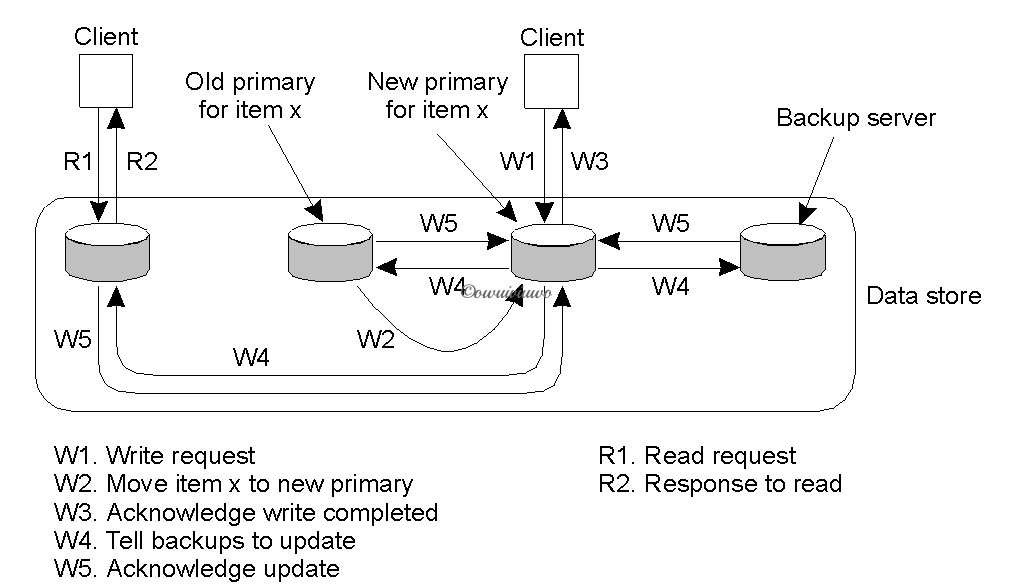 Client
Client
Old primary
for item x
New primary
for item x
Backup server
R1
R2
W1
W3
W5
W5
W4
W4
W5
W2
W4
Data store
W1. Write request
W2. Move item x to new primary
W3. Acknowledge write completed
W4. Tell backups to update
W5. Acknowledge update
R1. Read request
R2. Response to read